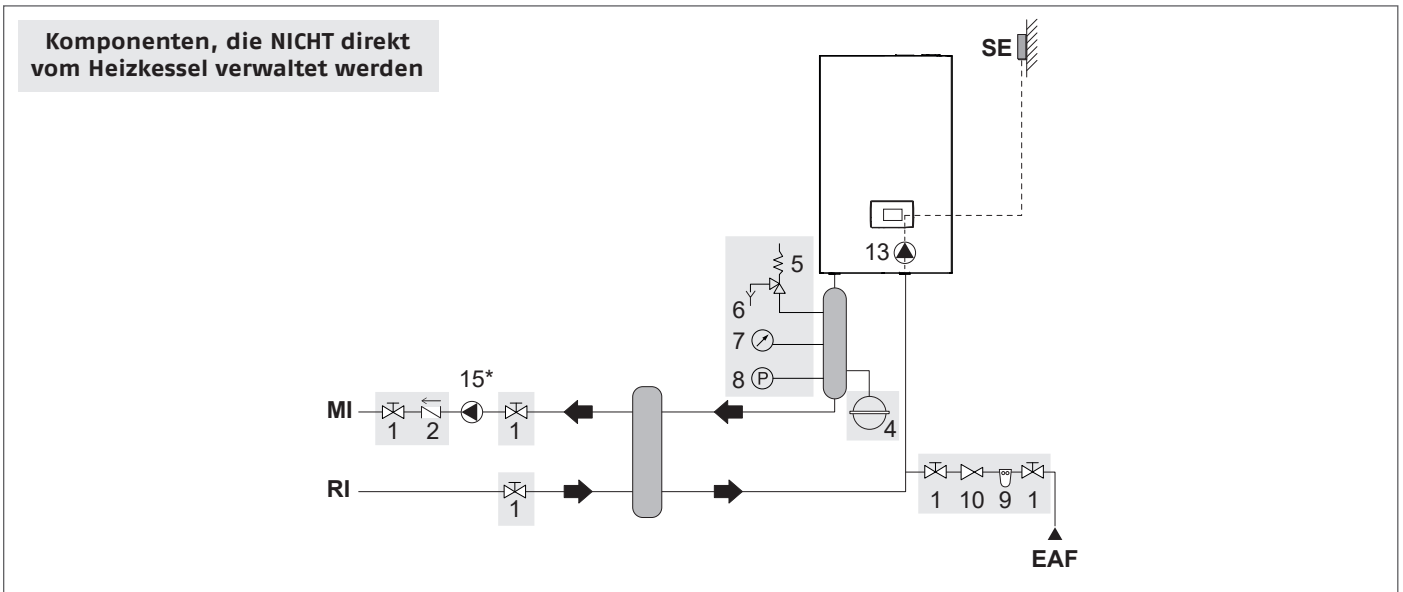 Komponenten, die NICHT direkt
vom Heizkessel verwaltet werden
SE
13
5
6
7
8 P
4
15*
MI
1 2 1
RI
1
1 10 9 1
EAF